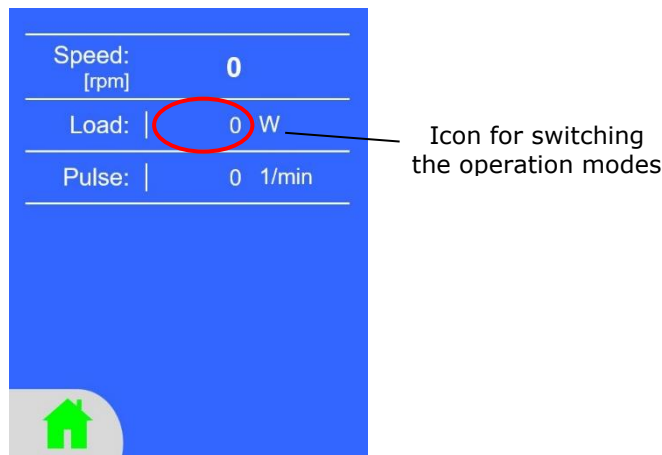 Speed: 0
[rpm]
Load: 0 W
Icon for switching
the operation modes
Pulse: 0 1/min